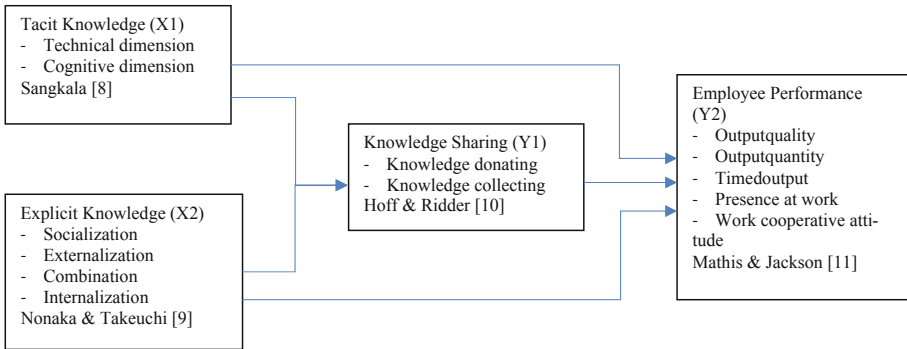 Tacit Knowledge (X1)
- Technical dimension
- Cognitive dimension
Sangkala [8]
Explicit Knowledge (X2)
- Socialization
- Externalization
- Combination
- Internalization
Nonaka & Takeuchi [9]
Knowledge Sharing (Y1)
- Knowledge donating
- Knowledge collecting
Hoff & Ridder [10]
Employee Performance
(Y2)
- Outputquality
- Outputquantity
- Timedoutput
- Presence at work
- Work cooperative atti-
tude
Mathis & Jackson [11]